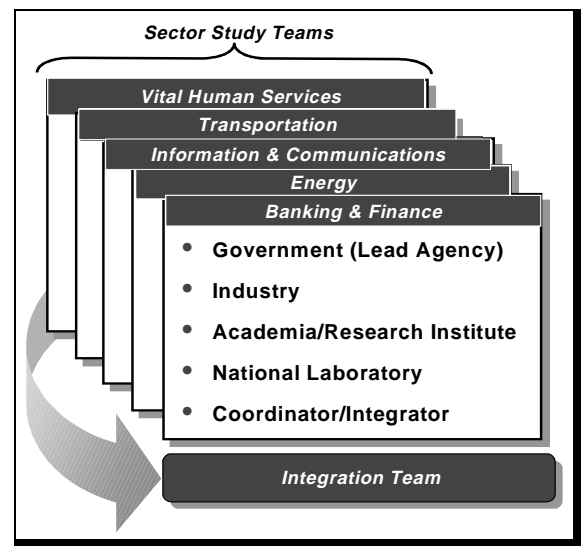 Sector Study Teams
Vital Human Services
Transportation
Information & Communications
Energy
Banking & Finance
• Government (Lead Agency)
• Industry
• Academia/Research Institute
• National Laboratory
• Coordinator/Integrator
Integration Team